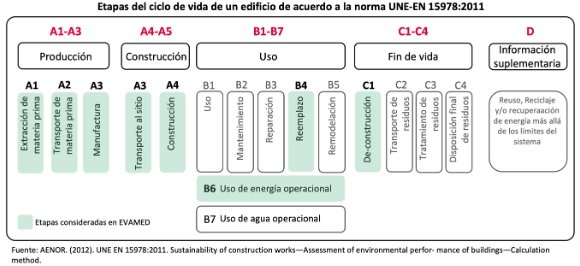 Etapas del ciclo de vida de un edificio de acuerdo a la norma UNE-EN 15978:2011
A1-A3
A4-A5
B1-B7
C1-C4
D
Producción
Construcción
Uso
Fin de vida
Información
suplementaria
A1
A2
A3
A3
A4
B1
B2
B3
B4
B5
C1
C2
C3
C4
Extracción de
materia prima
Transporte de
materia prima
Manufactura
Transporte al sitio
Construcción
Uso
Mantenimiento
Reparación
Reemplazo
Remodelación
De-construcción
Transporte de
residuos
Tratamiento de
residuos
Disposición final
de residuos
Reuso, Reciclaje
y/o recuperación
de energía más allá
de los límites del
sistema
B6 Uso de energía operacional
B7 Uso de agua operacional
Etapas consideradas en EVAMED
Fuente: AENOR. (2012). UNE EN 15978:2011. Sustainability of construction works—Assessment of environmental perfor- mance of buildings—Calculation
method.